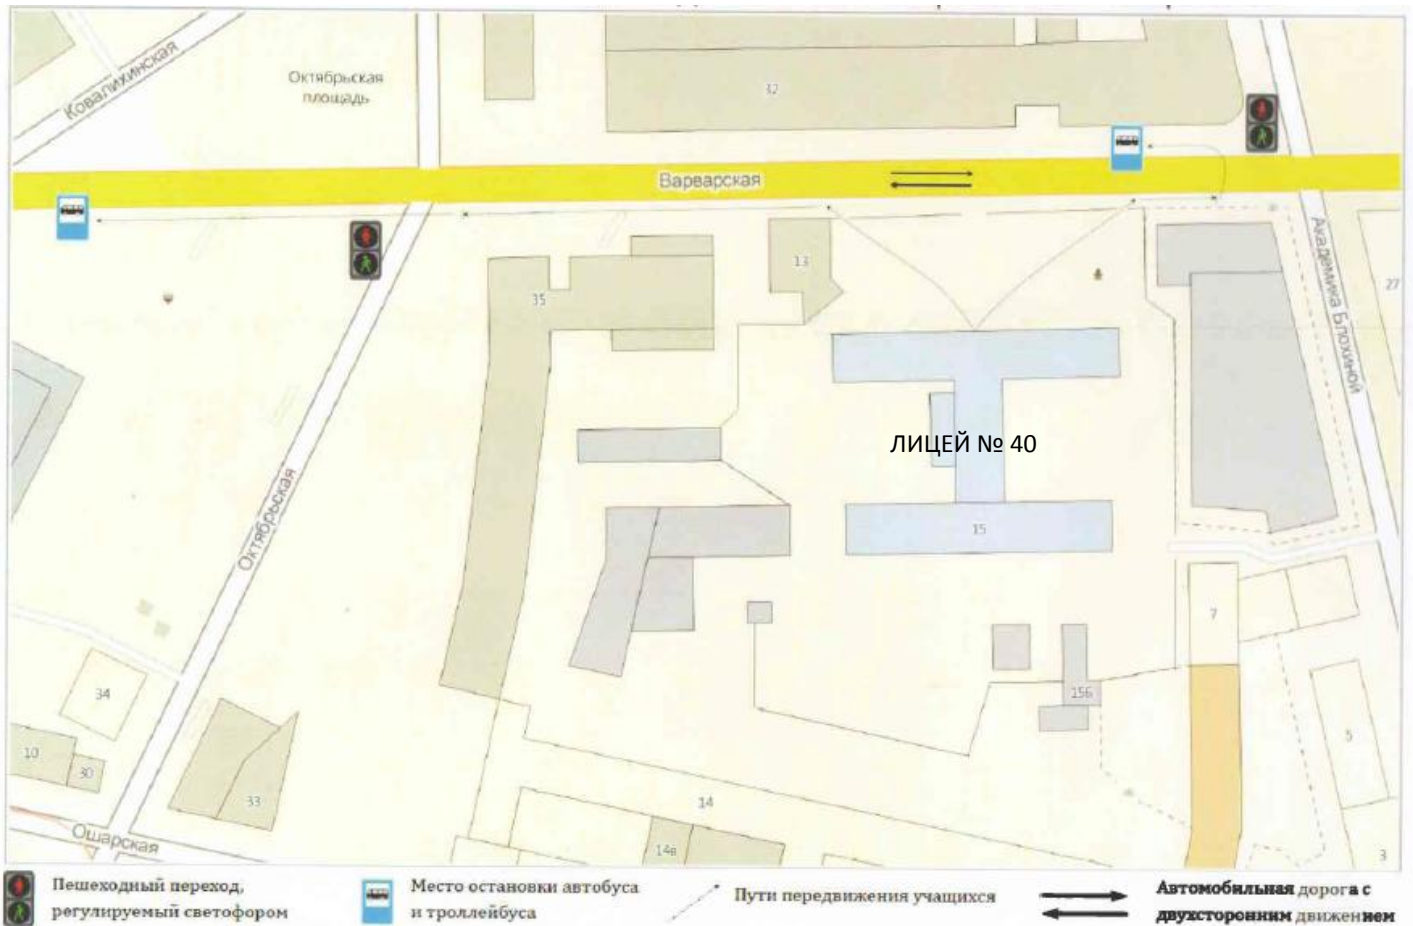 Ковалихинская
Октябрьская
площадь
32
Варварская
Академика Блохиной
27
13
35
ЛИЦЕЙ № 40
15
Октябрьская
7
34
15б
10
30
5
33
14
Ошарская
14в
3
Пешеходный переход,
регулируемый светофором
Место остановки автобуса
и троллейбуса
Пути передвижения учащихся
Автомобильная дорога с
двухсторонним движением